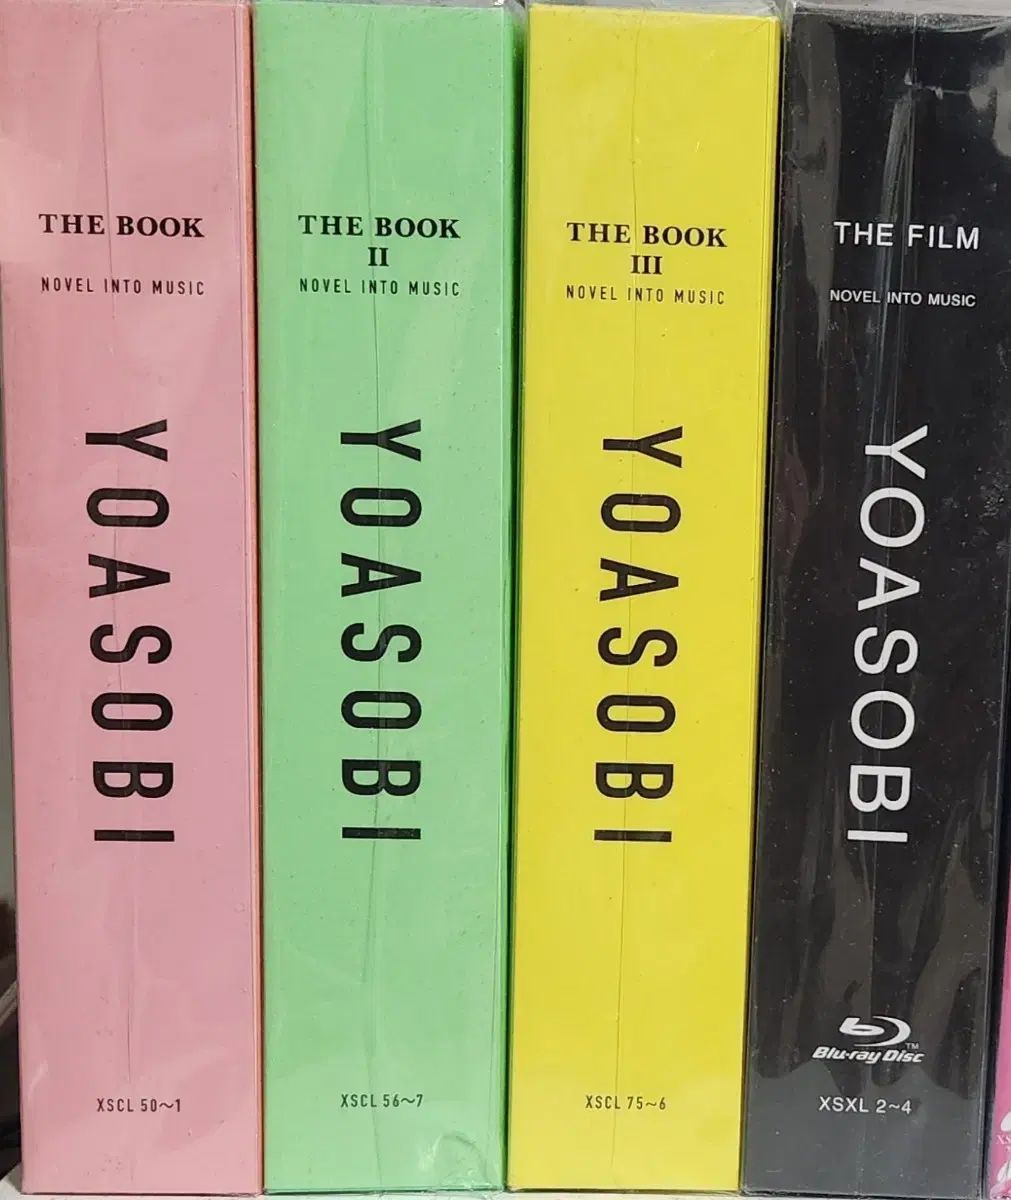 THE BOOK
NOVEL INTO MUSIC
YOASOBI
XSCL 50～1
THE BOOK
II
NOVEL INTO MUSIC
YOASOBI
XSCL 56～7
THE BOOK
III
NOVEL INTO MUSIC
YOASOBI
XSCL 75～6
THE FILM
NOVEL INTO MUSIC
YOASOBI
Blu-ray Disc™
XSXL 2~4